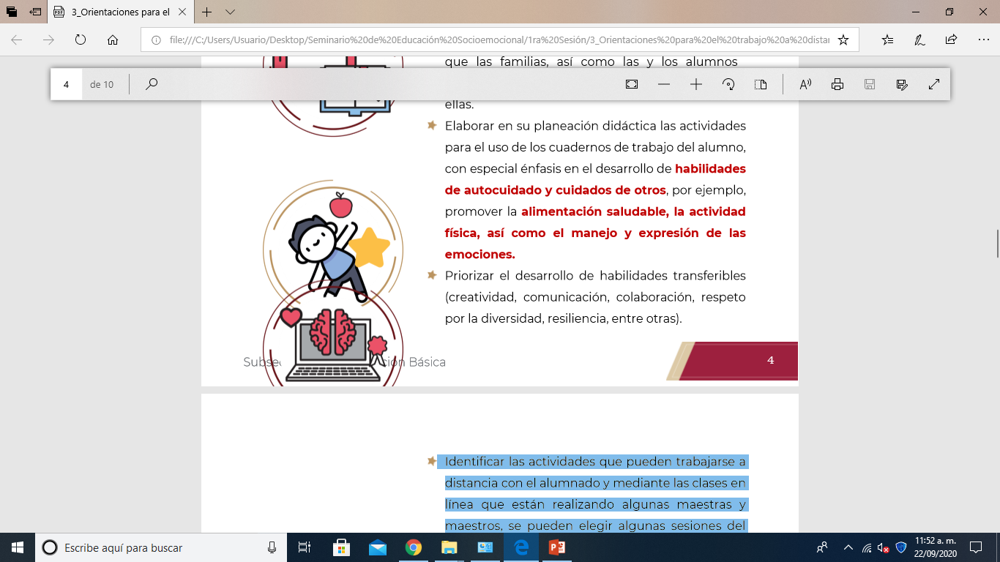 3_Orientaciones para el
file:///C:/Users/Usuario/Desktop/Seminario%20de%20Educación%20Socioemocional/1ra%20Sesión/3_Orientaciones%20para%20el%20trabajo%20a%20distan
que las familias, así como las y los alumnos
4 de 10
ellas.
Elaborar en su planeación didáctica las actividades
para el uso de los cuadernos de trabajo del alumno,
con especial énfasis en el desarrollo de habilidades
de autocuidado y cuidados de otros, por ejemplo,
promover la alimentación saludable, la actividad
física, así como el manejo y expresión de las
emociones.
Priorizar el desarrollo de habilidades transferibles
(creatividad, comunicación, colaboración, respeto
por la diversidad, resiliencia, entre otras).
Básica
4
Identificar las actividades que pueden trabajarse a
distancia con el alumnado y mediante las clases en
línea que están realizando algunas maestras y
maestros, se pueden elegir algunas sesiones del
Escribe aquí para buscar
11:52 a. m.
22/09/2020